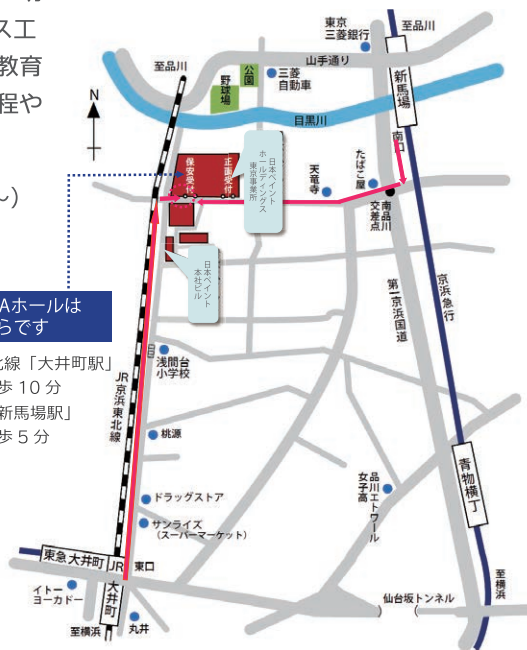 ス工
教育
程や
～)
Aホールは
らです
北線「大井町駅」
歩 10 分
新馬場駅」
歩 5 分
至品川
東京
三菱銀行
至品川
山手通り
公園
野球場
三菱
自動車
新馬場
N
目黒川
南口
保安受付
正面受付
日本ペイント
ホールディングス
東京事業所
天竜寺
たばこ屋
南品川
交差点
日本ペイント
本社ビル
第一京浜国道
京浜急行
JR京浜東北線
浅間台
小学校
桃源
ドラッグストア
サンライズ
(スーパーマーケット)
品川エトワール
女子高
青物横丁
東急 大井町
JR
東口
大井町
イトー
ヨーカドー
至横浜
丸井
仙台坂トンネル
至横浜